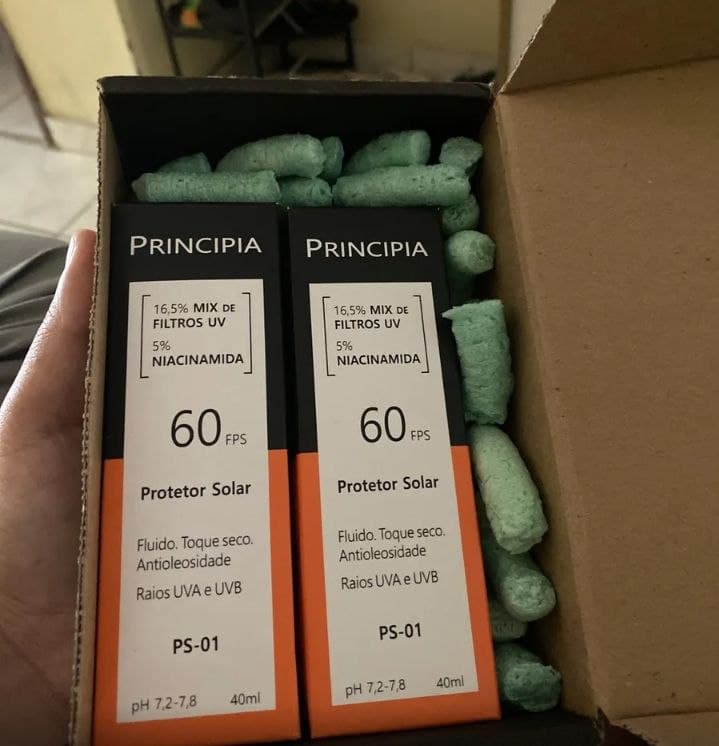 PRINCIPIA
16,5% MIX DE
FILTROS UV
5%
NIACINAMIDA
60 FPS
Protetor Solar
Fluido. Toque seco.
Antioleosidade
Raios UVA e UVB
PS-01
pH 7,2-7,8 40ml
PRINCIPIA
16,5% MIX DE
FILTROS UV
5%
NIACINAMIDA
60 FPS
Protetor Solar
Fluido. Toque seco.
Antioleosidade
Raios UVA e UVB
PS-01
pH 7,2-7,8 40ml